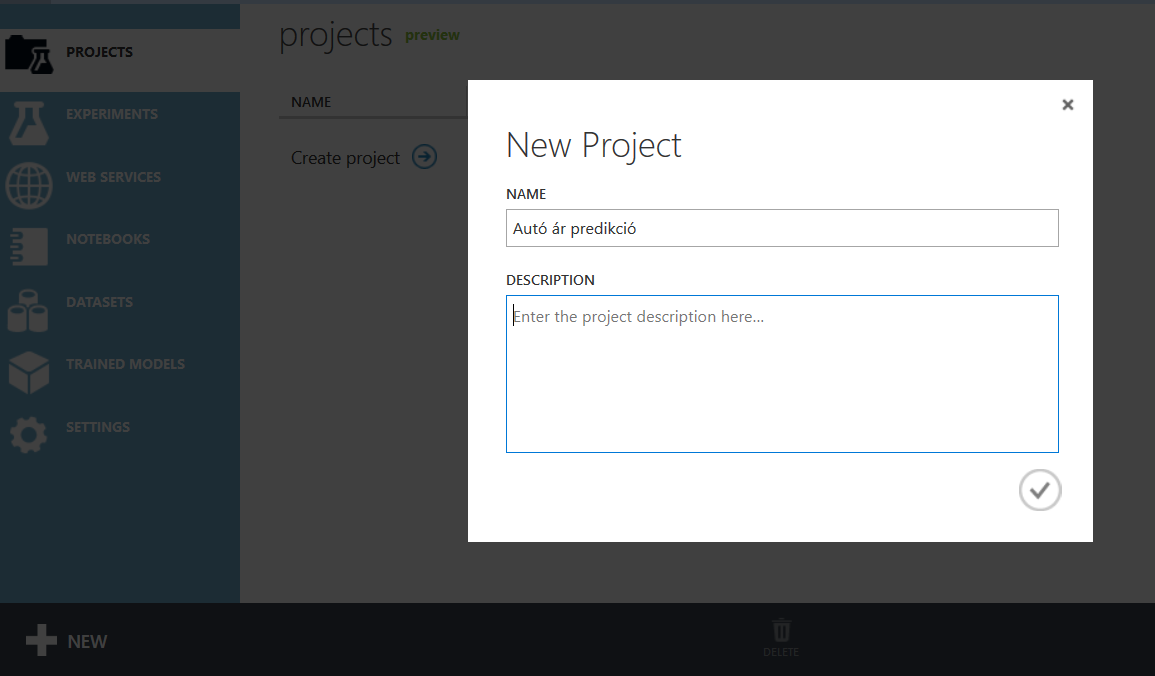 projects preview
PROJECTS
EXPERIMENTS
WEB SERVICES
NOTEBOOKS
DATASETS
TRAINED MODELS
SETTINGS
NAME
Create project
New Project
NAME
Autó ár predikció
DESCRIPTION
Enter the project description here...
NEW
DELETE